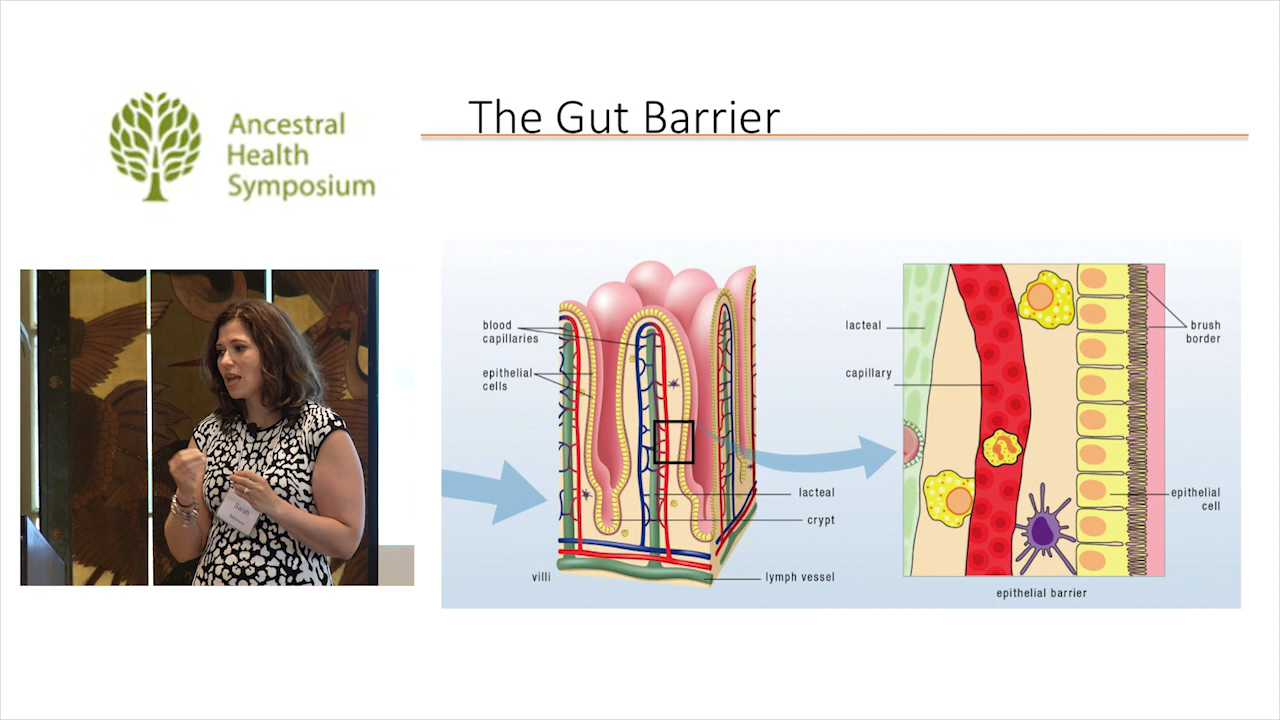 Ancestral
Health
Symposium
The Gut Barrier
Sarah
blood
capillaries
epithelial
cells
lacteal
crypt
villi
lymph vessel
lacteal
capillary
brush
border
epithelial
cell
epithelial barrier